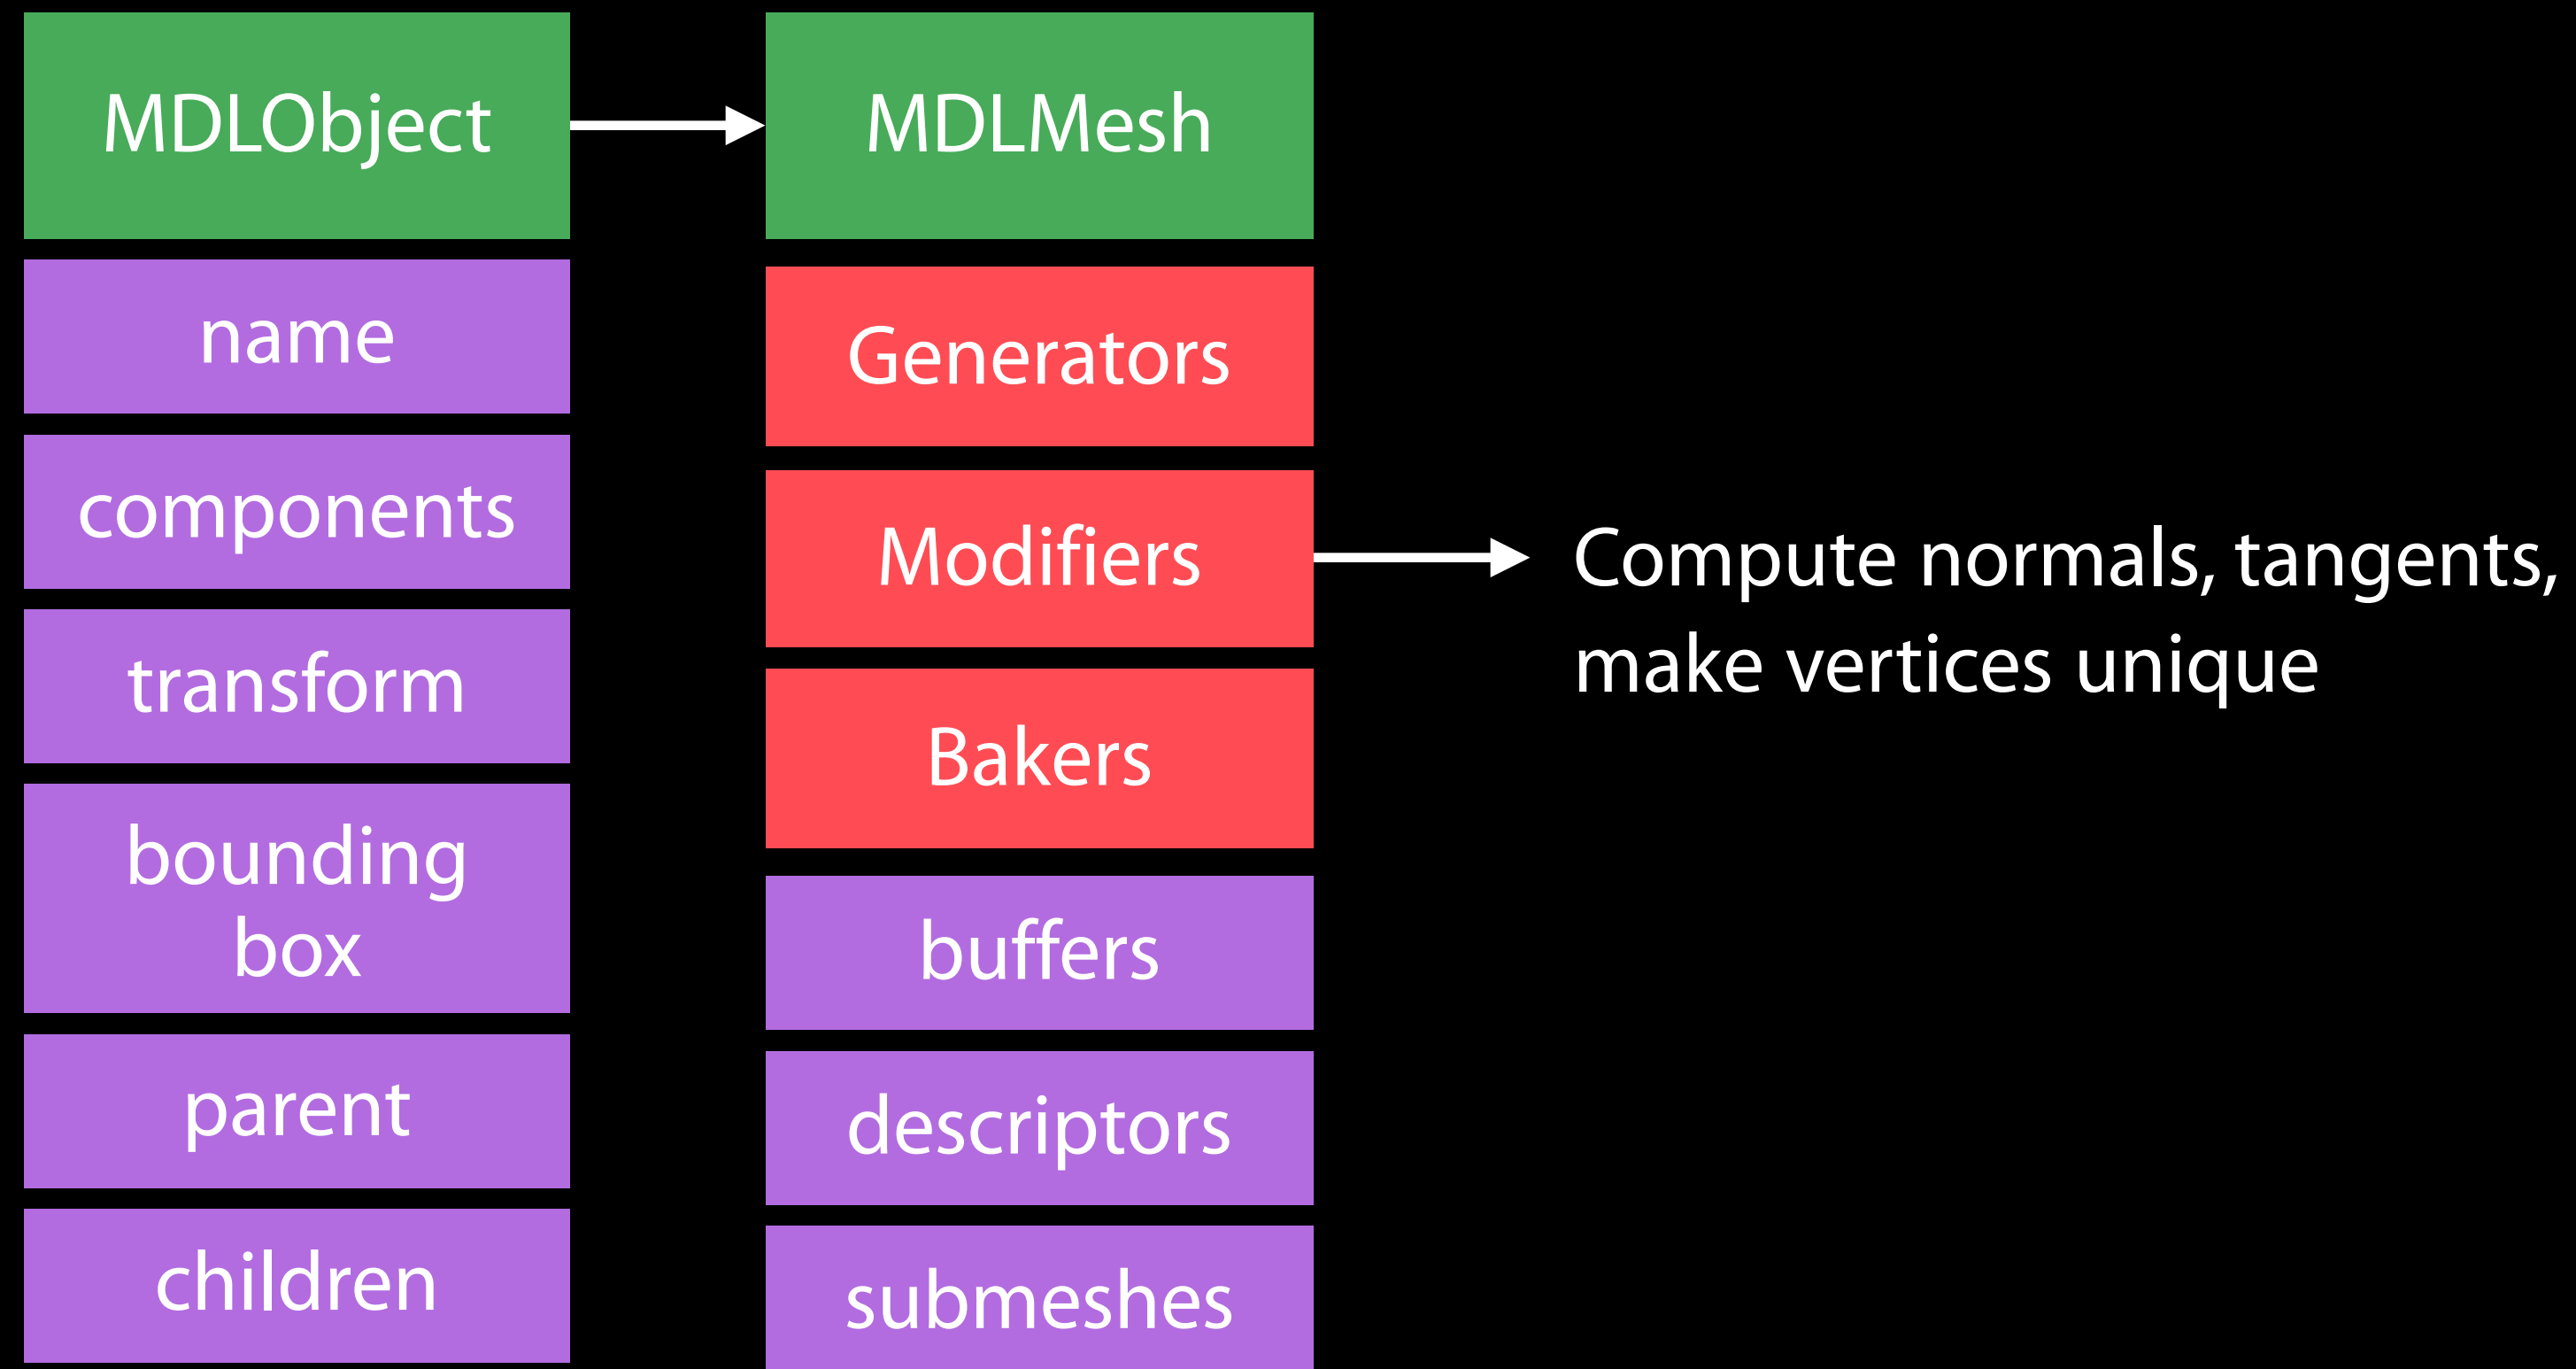 MDLObject
name
components
transform
bounding
box
parent
children
MDLMesh
Generators
Modifiers
Bakers
buffers
descriptors
submeshes
Compute normals, tangents,
make vertices unique